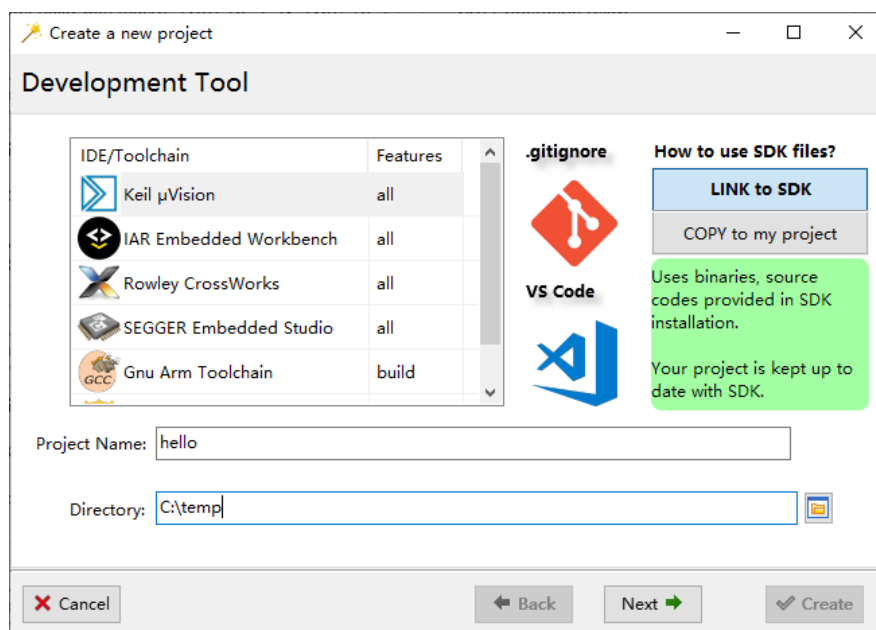 Create a new project
Development Tool
IDE/Toolchain Features
Keil µVision all
IAR Embedded Workbench all
Rowley CrossWorks all
SEGGER Embedded Studio all
GCC Gnu Arm Toolchain build
.gitignore
VS Code
How to use SDK files?
LINK to SDK
COPY to my project
Uses binaries, source
codes provided in SDK
installation.
Your project is kept up to
date with SDK.
Project Name: hello
Directory: C:\temp
Cancel Back Next Create